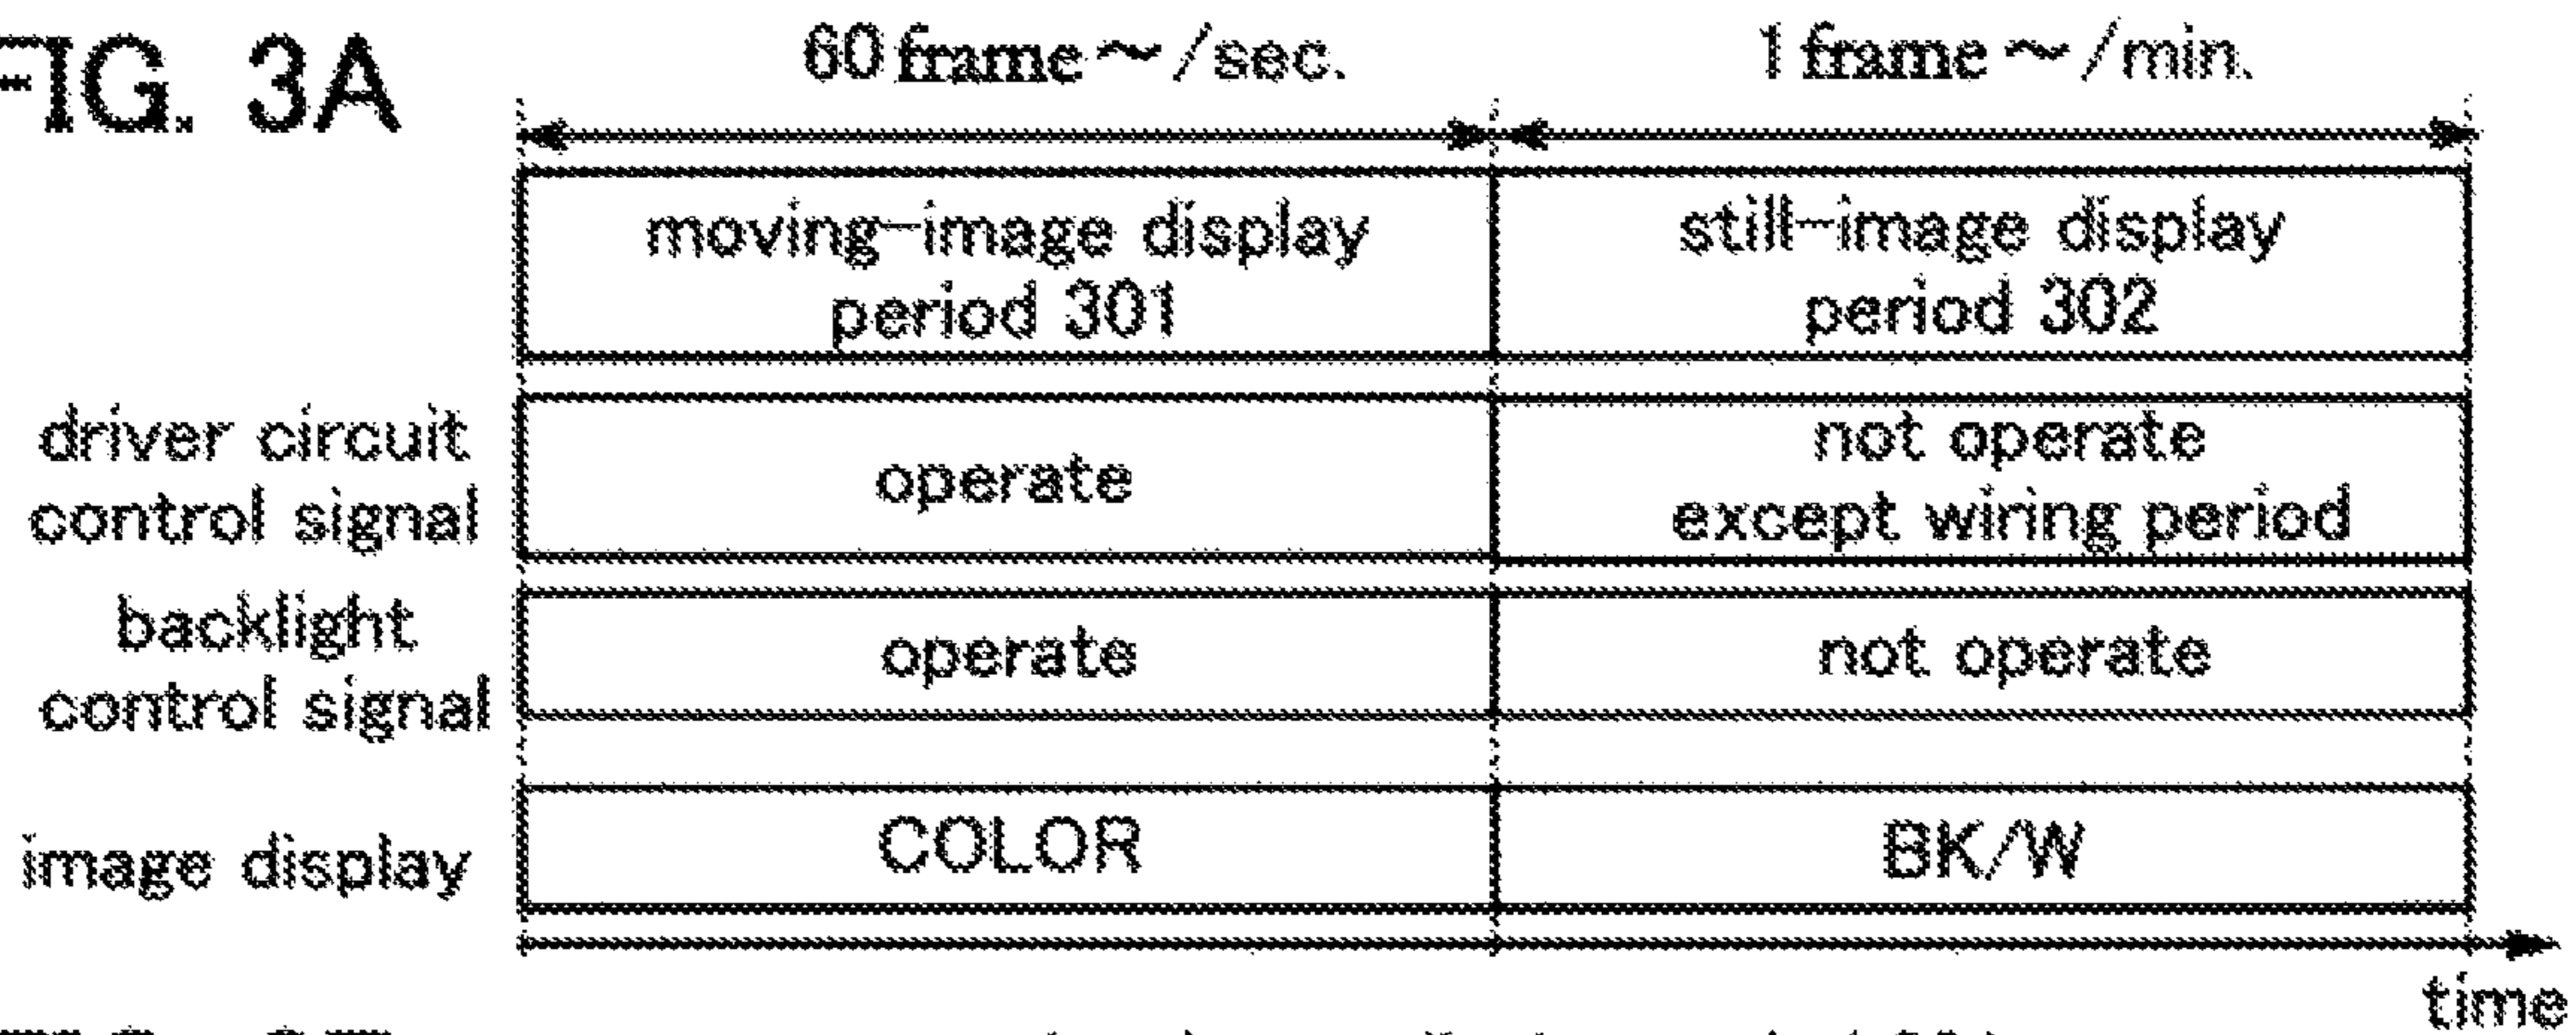 FIG. 3A
60 frame ~ /sec.
1 frame ~ /min.
moving-image display
period 301
still-image display
period 302
driver circuit
control signal
operate
not operate
except wiring period
backlight
control signal
operate
not operate
image display
COLOR
BK/W
time